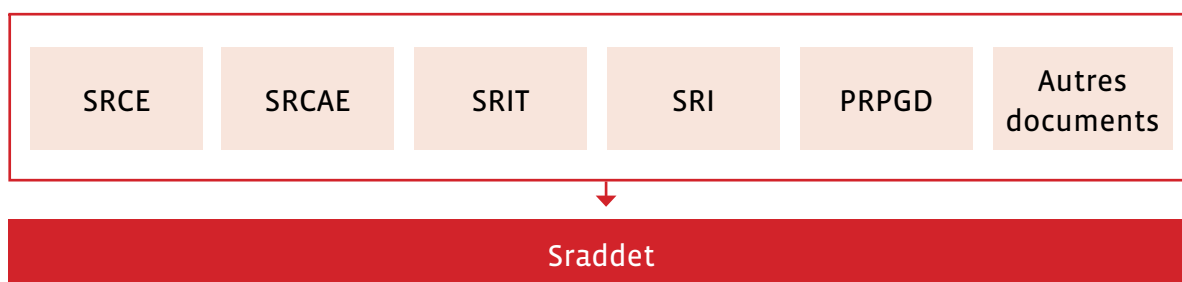 SRCE
SRCAE
SRIT
SRI
PRPGD
Autres
documents
Sraddet